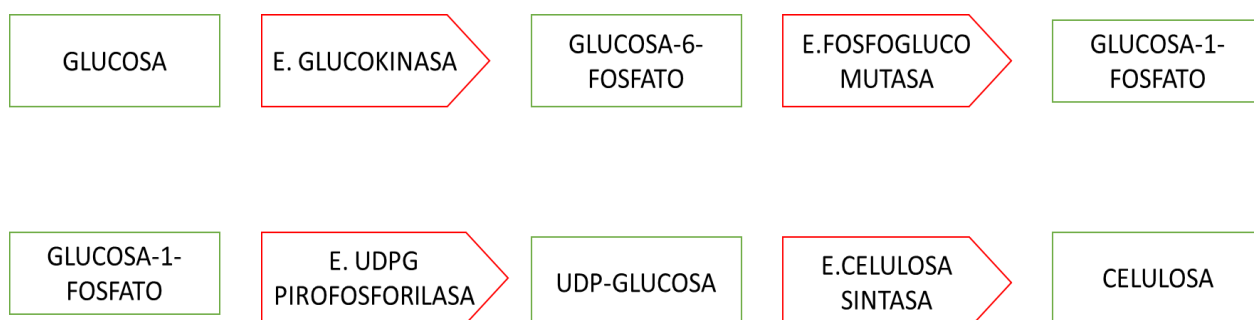 GLUCOSA
E. GLUCOKINASA
GLUCOSA-6-
FOSFATO
E.FOSFOGLUCO
MUTASA
GLUCOSA-1-
FOSFATO
GLUCOSA-1-
FOSFATO
E. UDPG
PIROFOSFORILASA
UDP-GLUCOSA
E.CELULOSA
SINTASA
CELULOSA